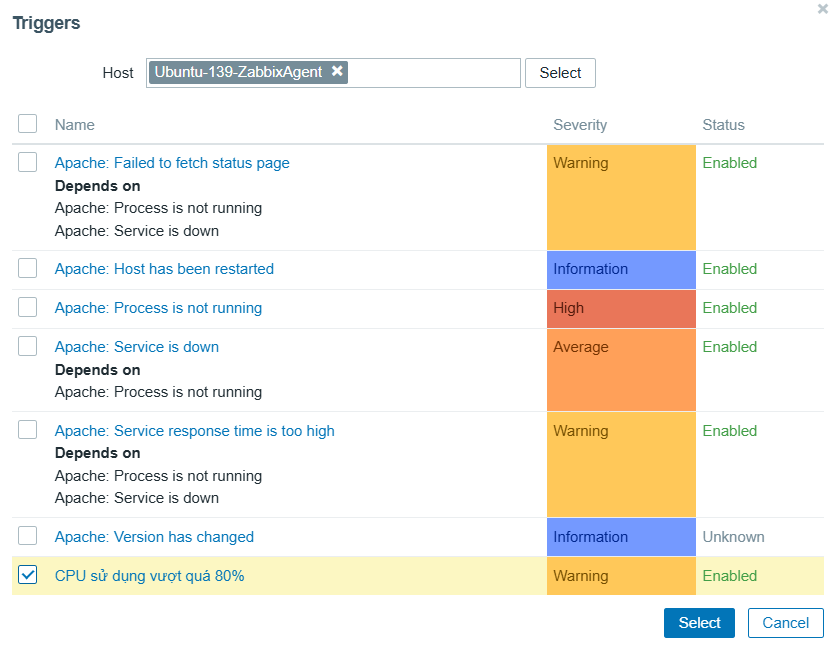 Triggers
Host Ubuntu-139-ZabbixAgent Select
Name Severity Status
Apache: Failed to fetch status page Warning Enabled
Depends on
Apache: Process is not running
Apache: Service is down
Apache: Host has been restarted Information Enabled
Apache: Process is not running High Enabled
Apache: Service is down Average Enabled
Depends on
Apache: Process is not running
Apache: Service response time is too high Warning Enabled
Depends on
Apache: Process is not running
Apache: Service is down
Apache: Version has changed Information Unknown
CPU sử dụng vượt quá 80% Warning Enabled
Select Cancel